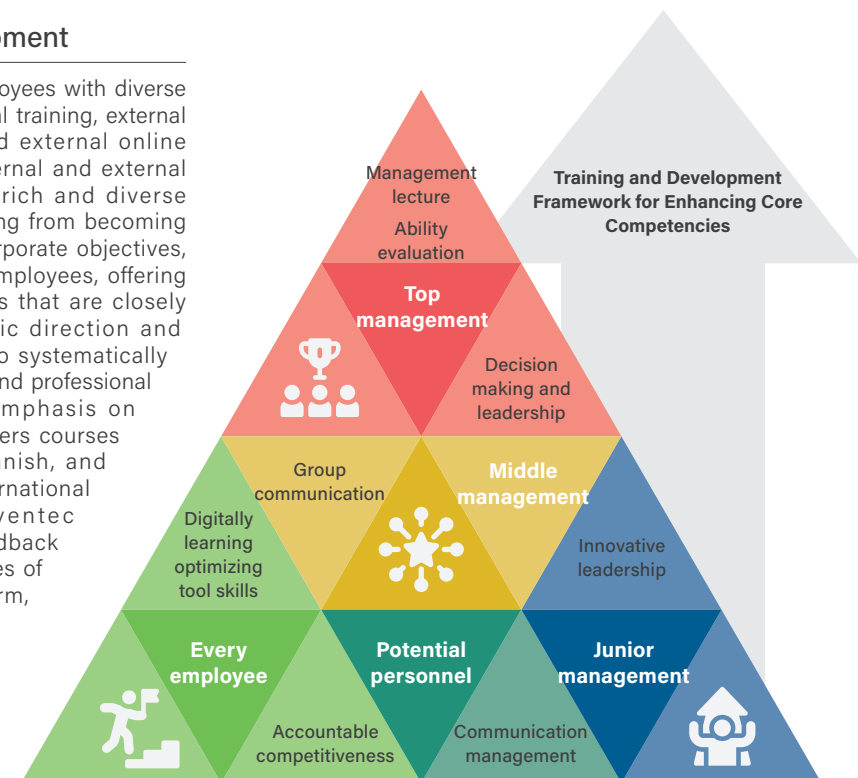 opment
oyees with diverse
al training, external
d external online
ernal and external
rich and diverse
ng from becoming
rporate objectives,
mployees, offering
s that are closely
ic direction and
o systematically
nd professional
mphasis on
ers courses
nish, and
rnational
ventec
dback
es of
rm,
Training and Development
Framework for Enhancing Core
Competencies
Management
lecture
Ability
evaluation
Top
management
Decision
making and
leadership
Group
communication
Middle
management
Digitally
learning
optimizing
tool skills
Innovative
leadership
Every
employee
Potential
personnel
Junior
management
Accountable
competitiveness
Communication
management